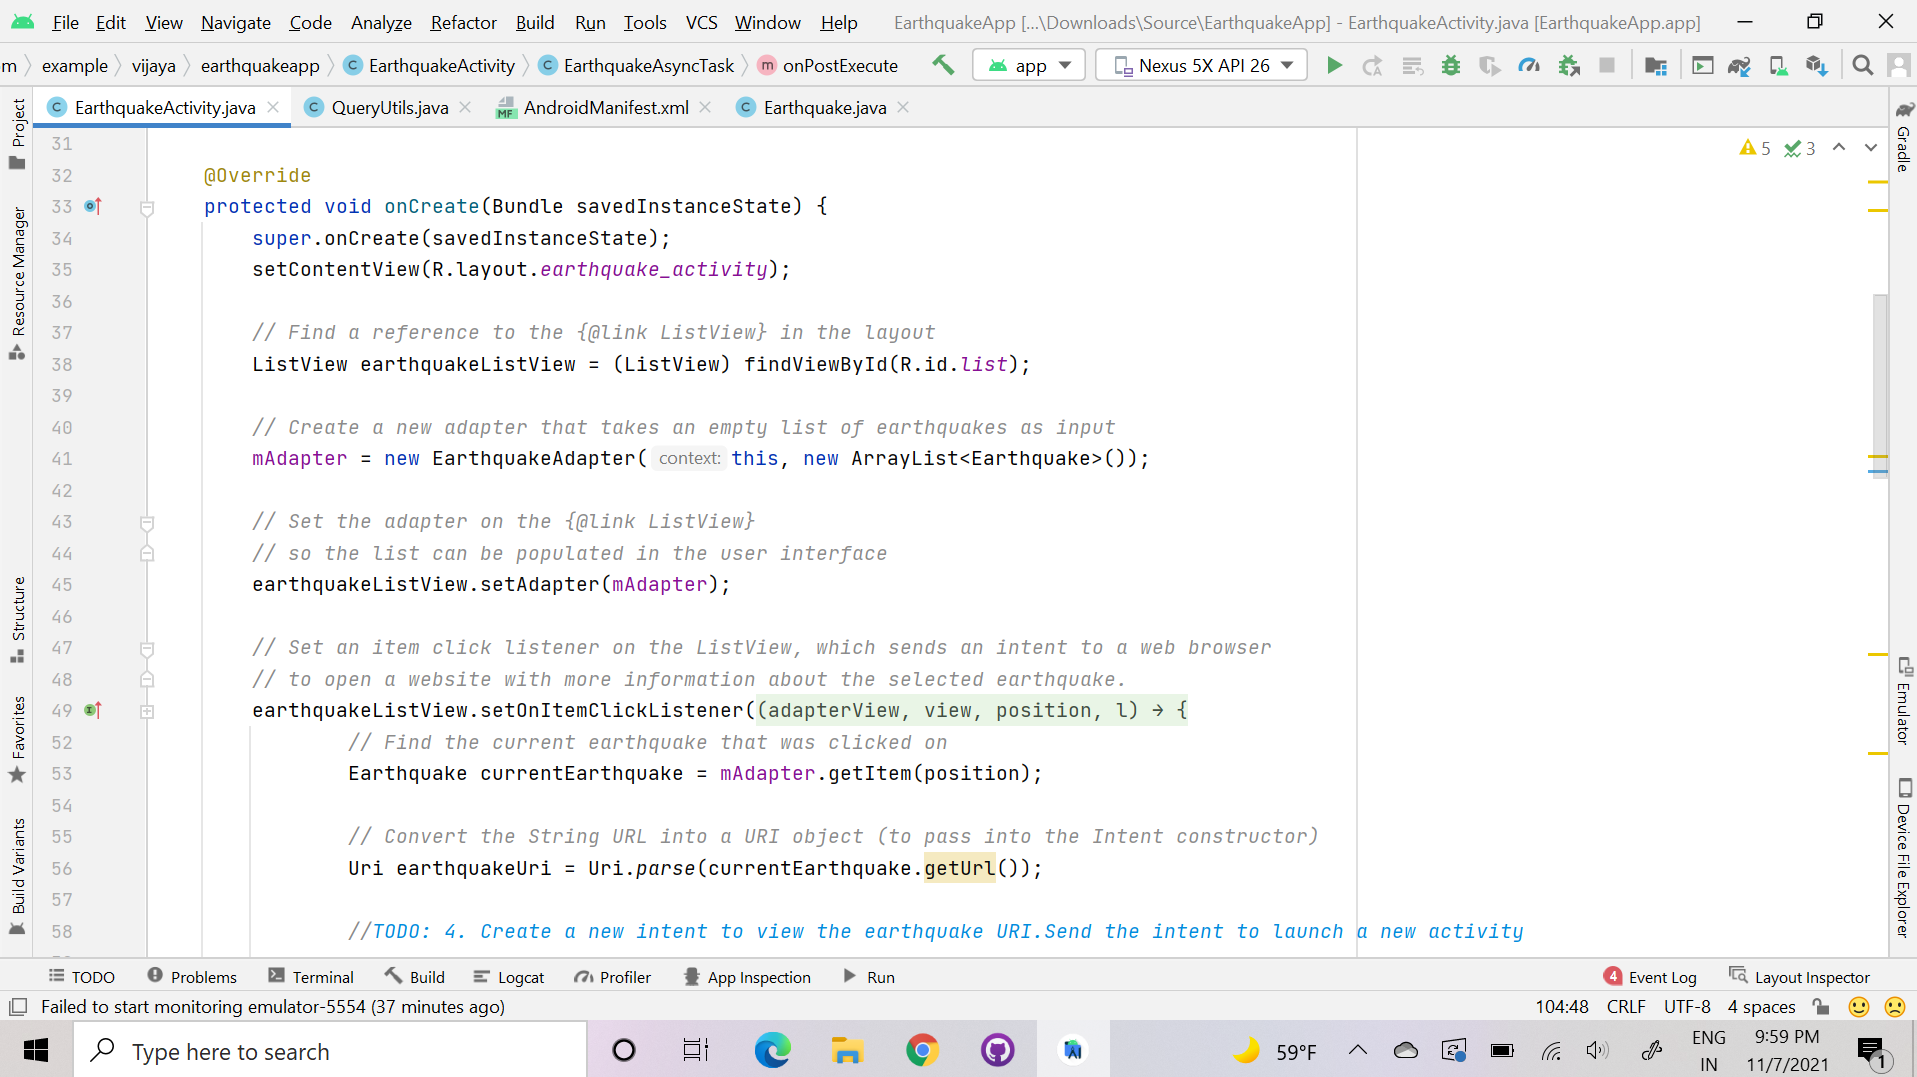 File Edit View Navigate Code Analyze Refactor Build Run Tools VCS Window Help EarthquakeApp [...\Downloads\Source\EarthquakeApp] - EarthquakeActivity.java [EarthquakeApp.app]
m example vijaya earthquakeapp C EarthquakeActivity C EarthquakeAsyncTask m onPostExecute app Nexus 5X API 26
C EarthquakeActivity.java C QueryUtils.java MF AndroidManifest.xml C Earthquake.java
5 3
31
32 @Override
33 protected void onCreate(Bundle savedInstanceState) {
34 super.onCreate(savedInstanceState);
35 setContentView(R.layout.earthquake_activity);
36
37 // Find a reference to the {@link ListView} in the layout
38 ListView earthquakeListView = (ListView) findViewById(R.id.list);
39
40 // Create a new adapter that takes an empty list of earthquakes as input
41 mAdapter = new EarthquakeAdapter( context: this, new ArrayList<Earthquake>());
42
43 // Set the adapter on the {@link ListView}
44 // so the list can be populated in the user interface
45 earthquakeListView.setAdapter(mAdapter);
46
47 // Set an item click listener on the ListView, which sends an intent to a web browser
48 // to open a website with more information about the selected earthquake.
49 earthquakeListView.setOnItemClickListener((adapterView, view, position, l) → {
52 // Find the current earthquake that was clicked on
53 Earthquake currentEarthquake = mAdapter.getItem(position);
54
55 // Convert the String URL into a URI object (to pass into the Intent constructor)
56 Uri earthquakeUri = Uri.parse(currentEarthquake.getUrl());
57
58 //TODO: 4. Create a new intent to view the earthquake URI.Send the intent to launch a new activity
Project
Resource Manager
Structure
Favorites
Build Variants
Gradle
Emulator
Device File Explorer
TODO Problems Terminal Build Logcat Profiler App Inspection Run 4 Event Log Layout Inspector
Failed to start monitoring emulator-5554 (37 minutes ago) 104:48 CRLF UTF-8 4 spaces
Type here to search 59°F ENG IN 9:59 PM 11/7/2021 1